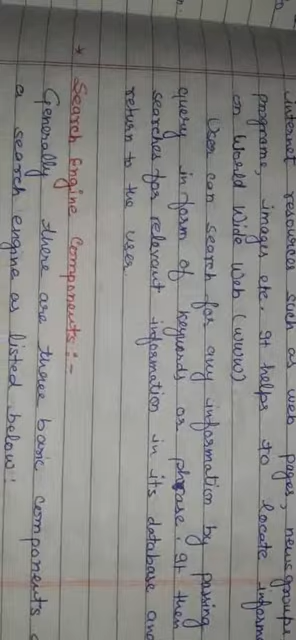 internet resources such as web pages, newsgroups
programe, images etc. It helps to locate inform
on World Wide Web (WWW)
User can search for any information by passing
query in form of keywords or phrase. It then
searches for relevant information in its database and
return to the user
* Search Engine Components:-
Generally there are three basic components
a search engine as listed below: